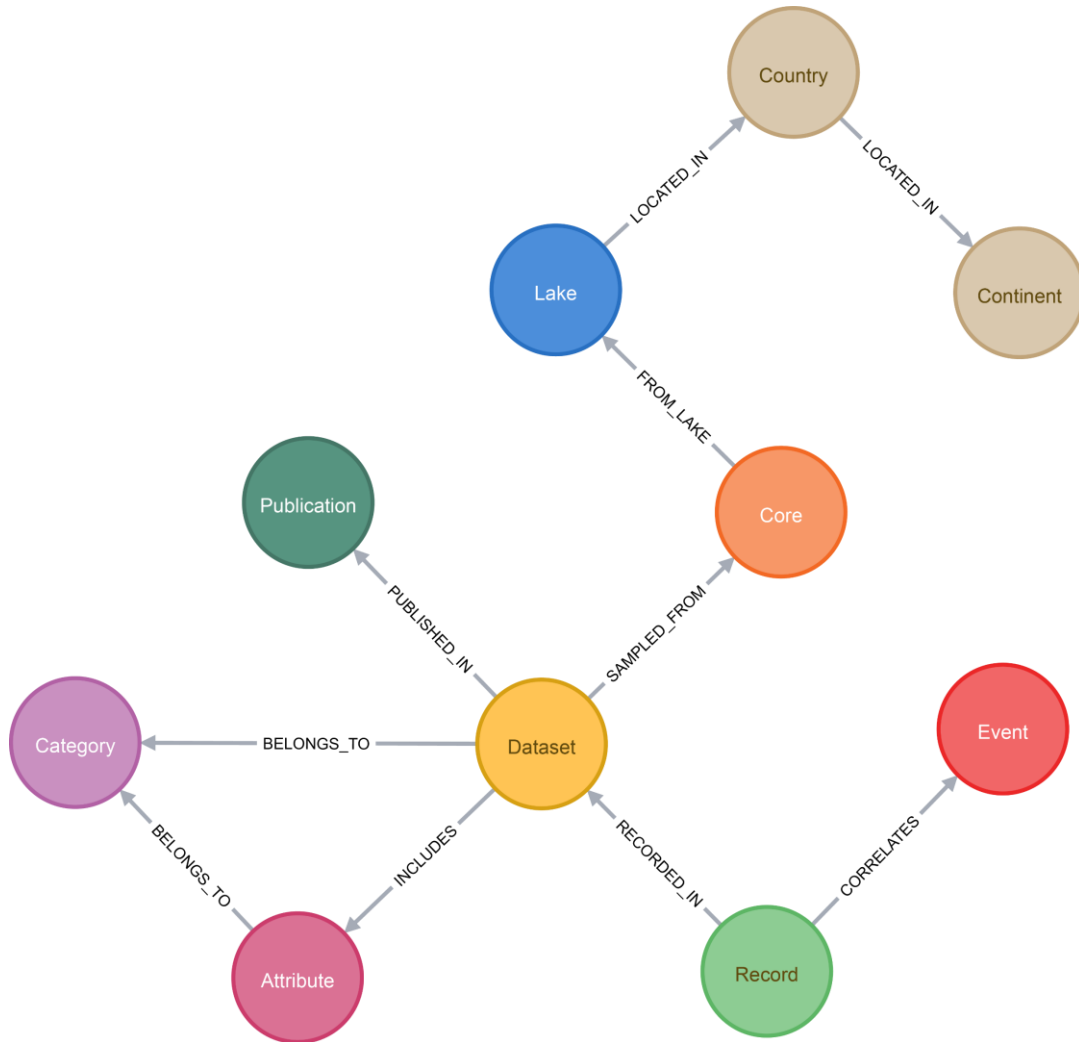 Country
LOCATED_IN
LOCATED_IN
Lake
Continent
FROM_LAKE
Publication
Core
PUBLISHED_IN
SAMPLED_FROM
Category
BELONGS_TO
Dataset
Event
BELONGS_TO
INCLUDES
RECORDED_IN
CORRELATES
Attribute
Record